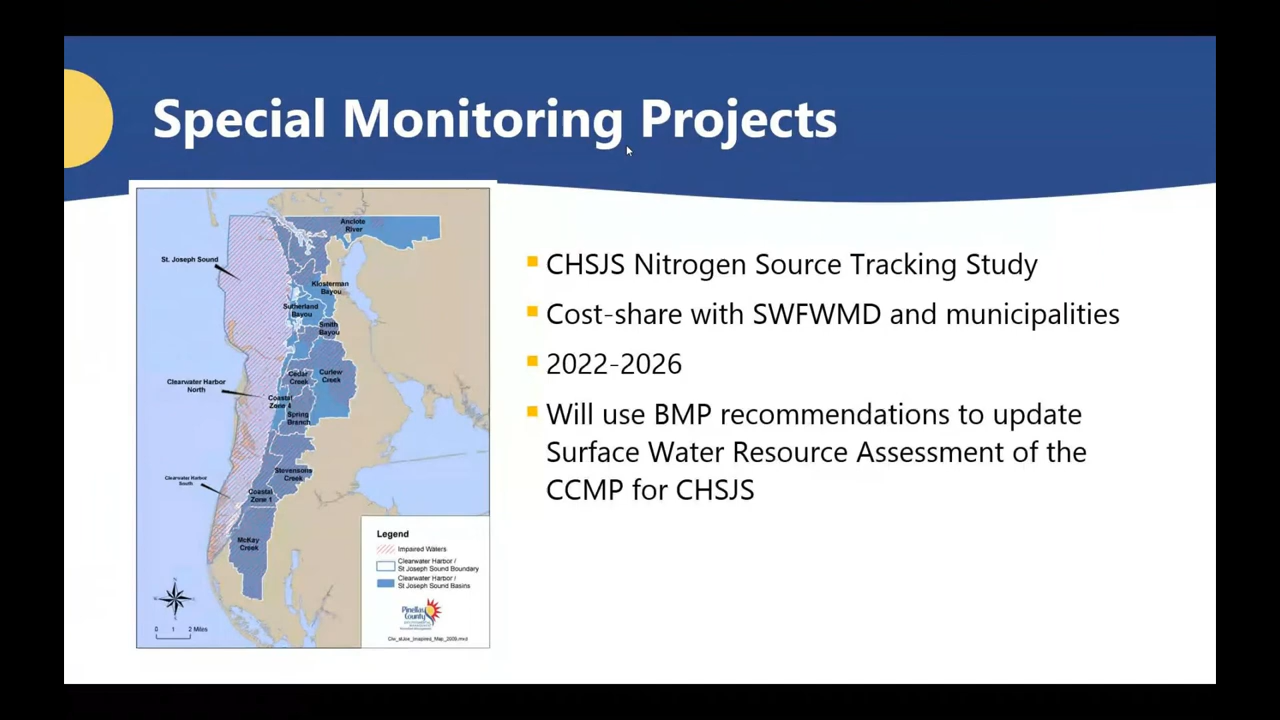 Special Monitoring Projects
Anclote
River
St. Joseph Sound
Klosterman
Bayou
Sutherland
Bayou
Smith
Bayou
Cedar
Creek
Curlew
Creek
Clearwater Harbor
North
Coastal
Zone 4
Spring
Branch
Stevensons
Creek
Clearwater Harbor
South
Coastal
Zone 1
McKay
Creek
Legend
Impaired Waters
Clearwater Harbor /
St Joseph Sound Boundary
Clearwater Harbor /
St Joseph Sound Basins
Pinellas
County
N
W
E
S
0 1 2 Miles
CHSJS Nitrogen Source Tracking Study
Cost-share with SWFWMD and municipalities
2022-2026
Will use BMP recommendations to update
Surface Water Resource Assessment of the
CCMP for CHSJS